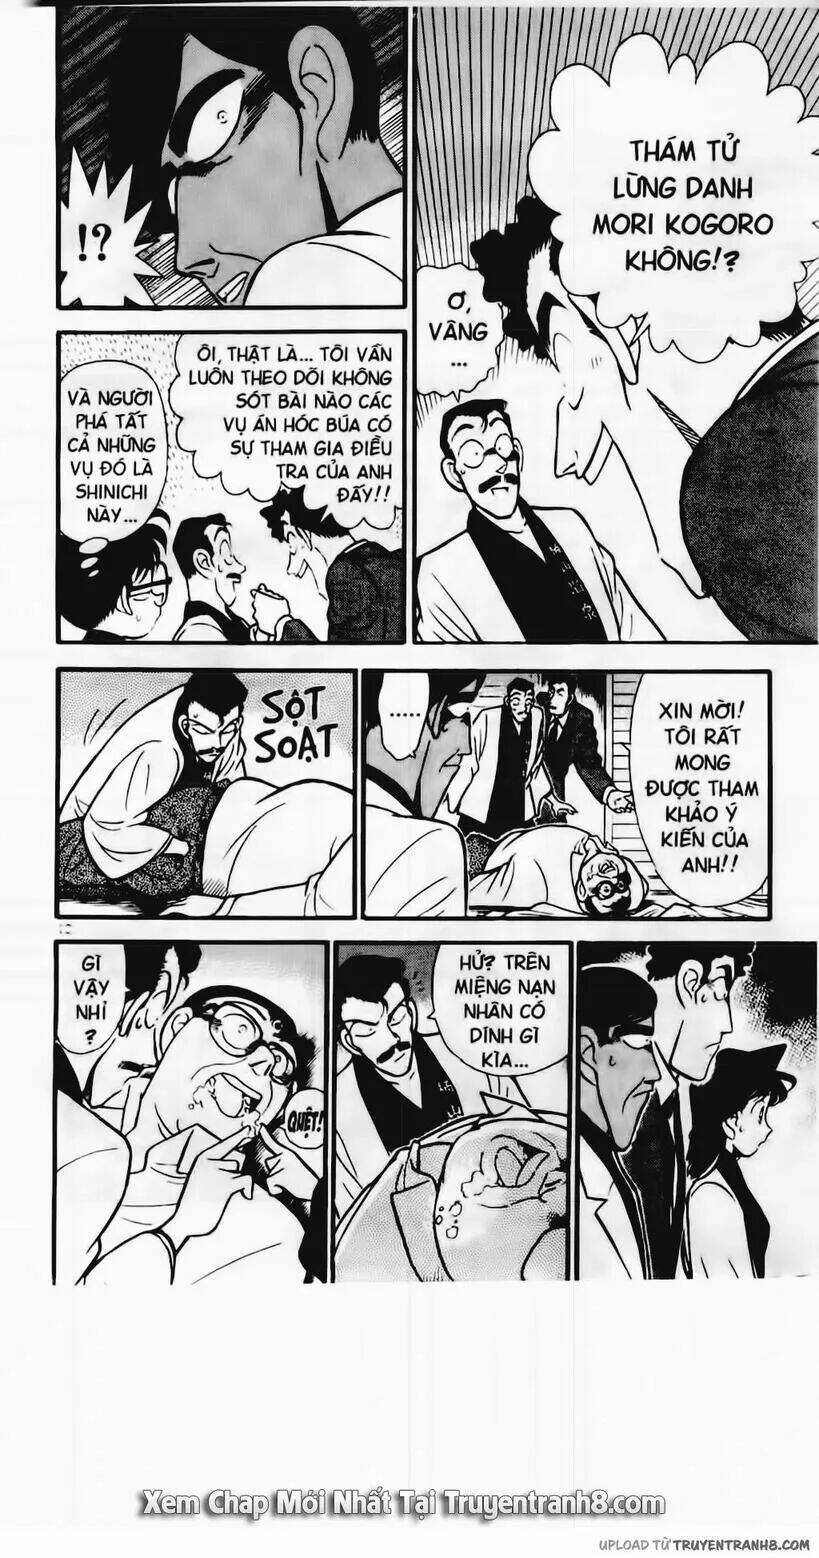 THÁM TỬ
LỪNG DANH
MORI KOGORO
KHÔNG!?
Ơ,
VÂNG
...
!?
ÔI, THẬT LÀ... TÔI VẪN
LUÔN THEO DÕI KHÔNG
SÓT BÀI NÀO CÁC
VỤ ÁN HÓC BÚA CÓ
SỰ THAM GIA ĐIỀU
TRA CỦA ANH
ĐẤY!!
VÀ NGƯỜI
PHÁ TẤT
CẢ NHỮNG
VỤ ĐÓ LÀ
SHINICHI
NÀY...
XIN MỜI!
TÔI RẤT
MONG
ĐƯỢC THAM
KHẢO Ý
KIẾN CỦA
ANH!!
......
SỘT
SOẠT
HỬ? TRÊN
MIỆNG NẠN
NHÂN CÓ
DÍNH GÌ
KÌA...
GÌ
VẬY NHỈ
?
QUỆT!
Xem Chap Mới Nhất Tại Truyentranh8.com
UPLOAD TỪ TRUYENTRANH8.COM